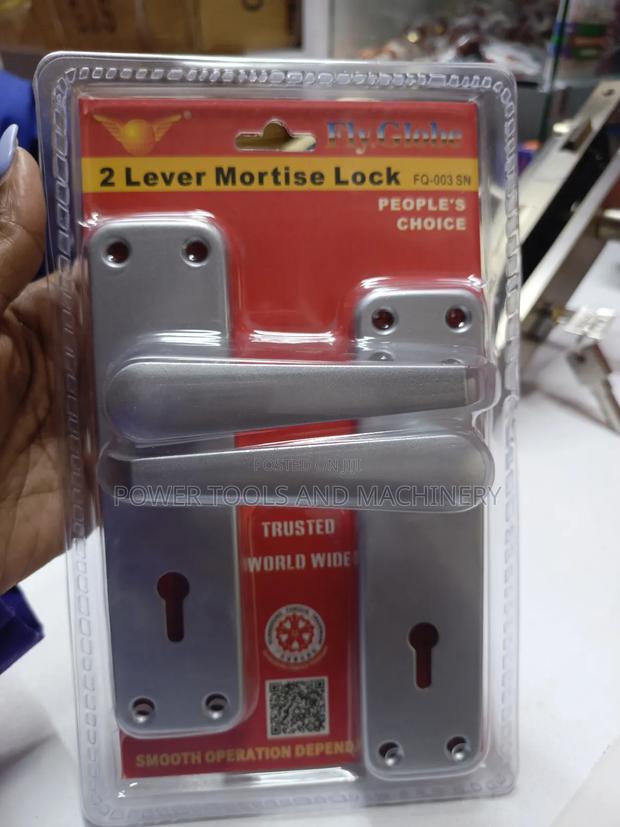 Fly.Globe
2 Lever Mortise Lock FQ-003 SN
PEOPLE'S
CHOICE
POSTED ON JIJI
POWER TOOLS AND MACHINERY
TRUSTED
WORLD WIDE
SMOOTH OPERATION DEPEND